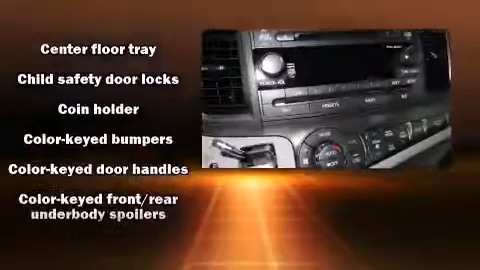 Center floor tray
Child safety door locks
Coin holder
Color-keyed bumpers
Color-keyed door handles
Color-keyed front/rear
underbody spoilers
AUTO